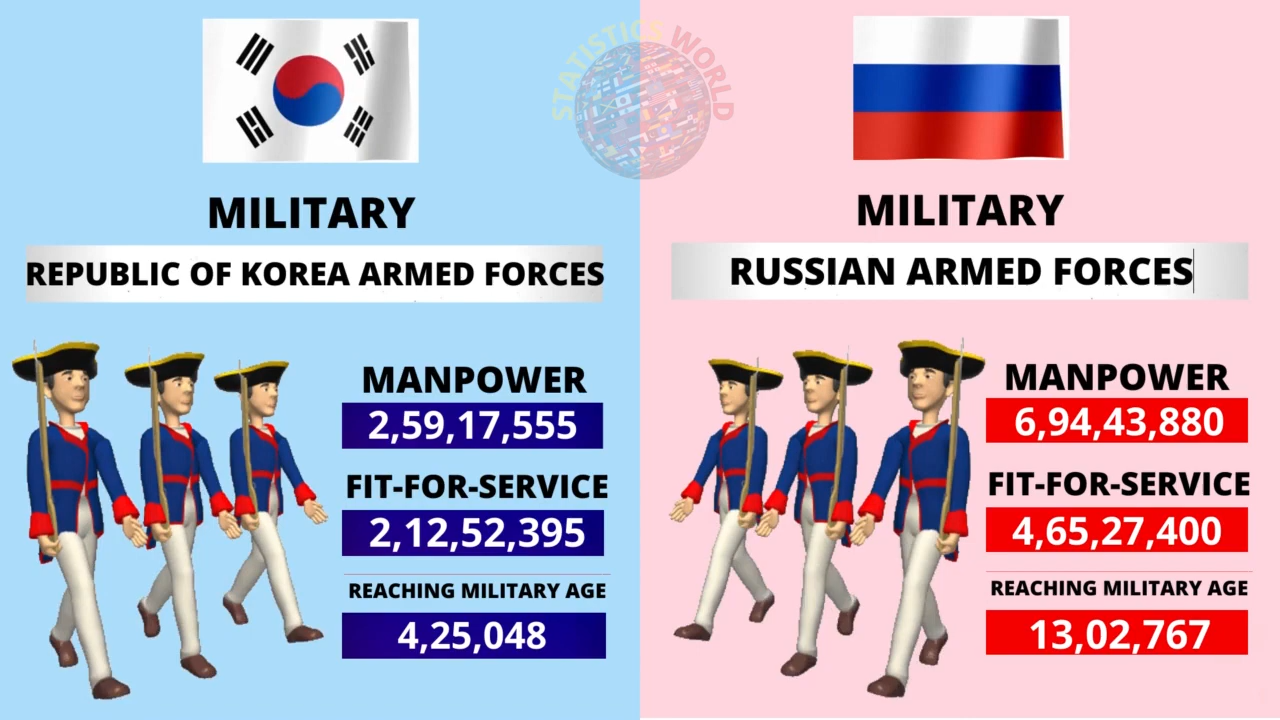 STATISTICS WORLD
MILITARY
REPUBLIC OF KOREA ARMED FORCES
MANPOWER
2,59,17,555
FIT-FOR-SERVICE
2,12,52,395
REACHING MILITARY AGE
4,25,048
MILITARY
RUSSIAN ARMED FORCES
MANPOWER
6,94,43,880
FIT-FOR-SERVICE
4,65,27,400
REACHING MILITARY AGE
13,02,767